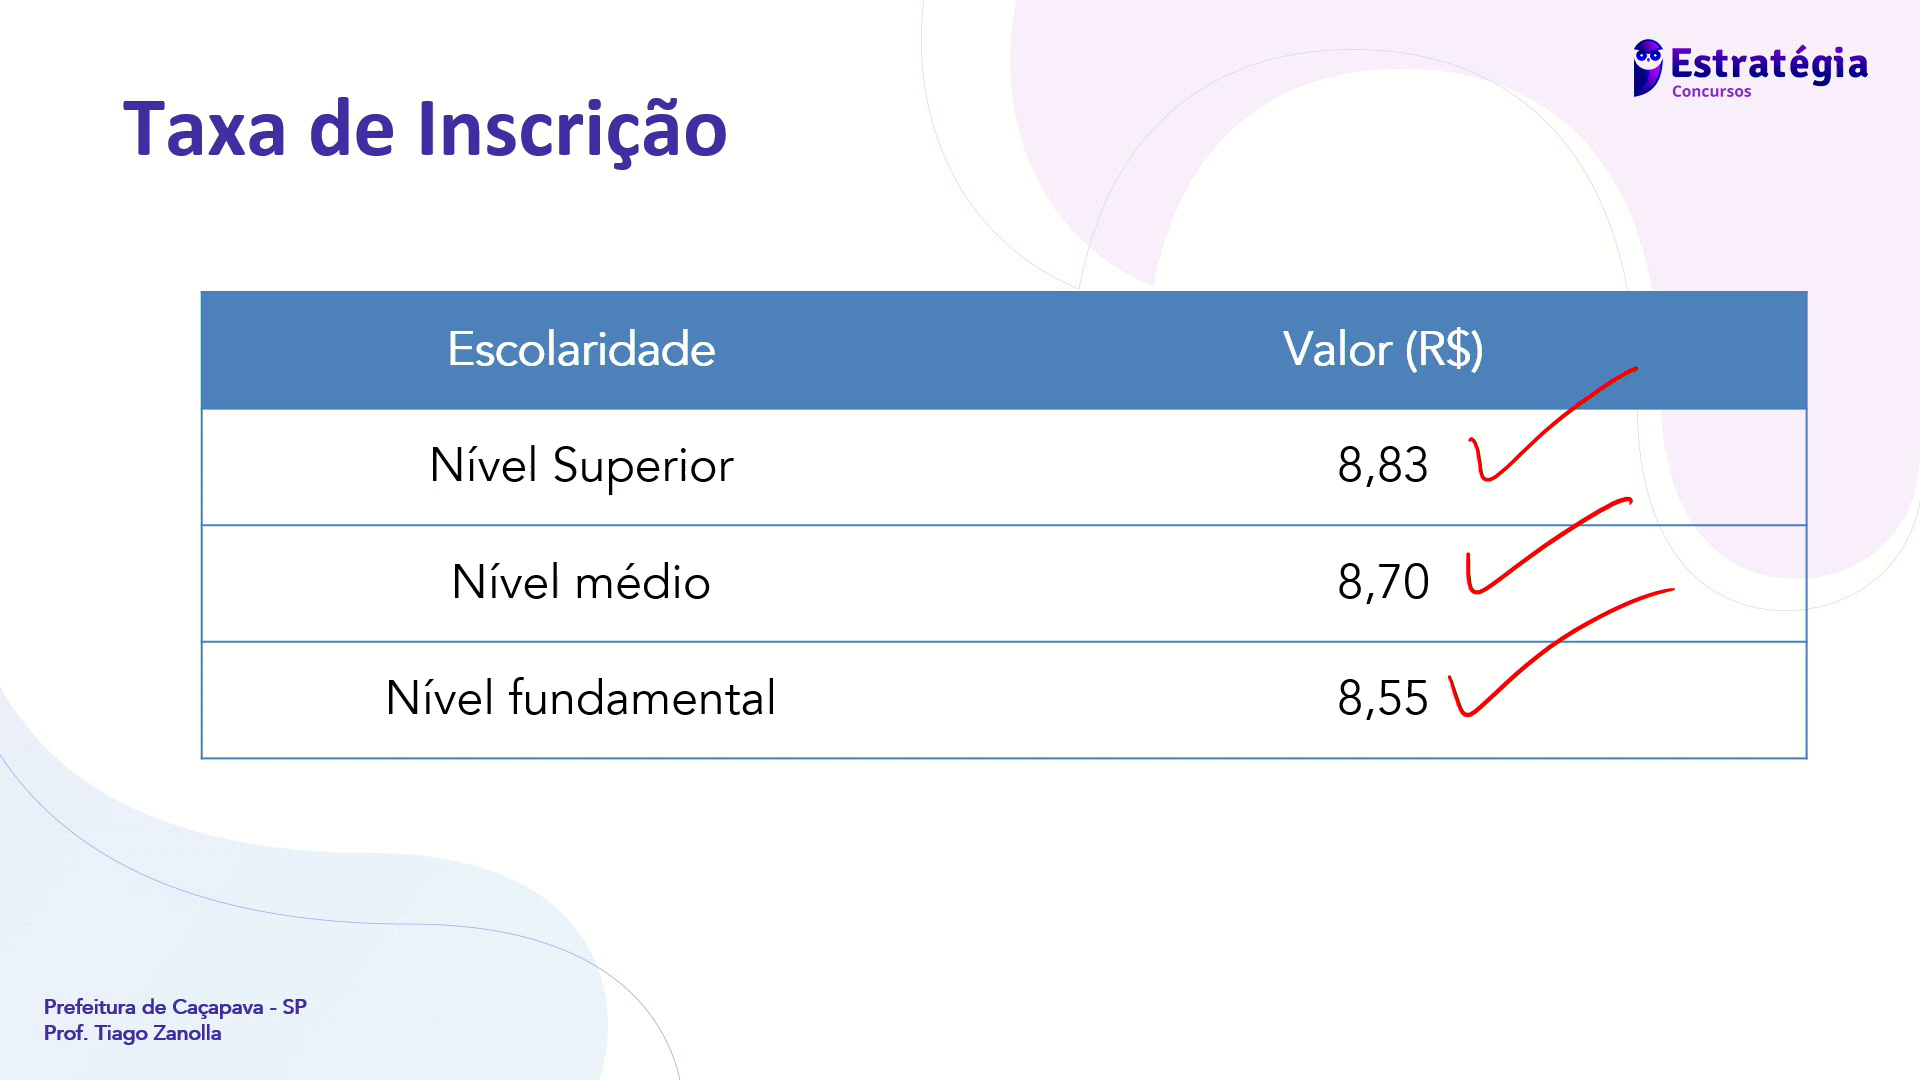 Estratégia
Concursos
Taxa de Inscrição
Escolaridade Valor (R$)
Nível Superior 8,83
Nível médio 8,70
Nível fundamental 8,55
Prefeitura de Caçapava - SP
Prof. Tiago Zanolla